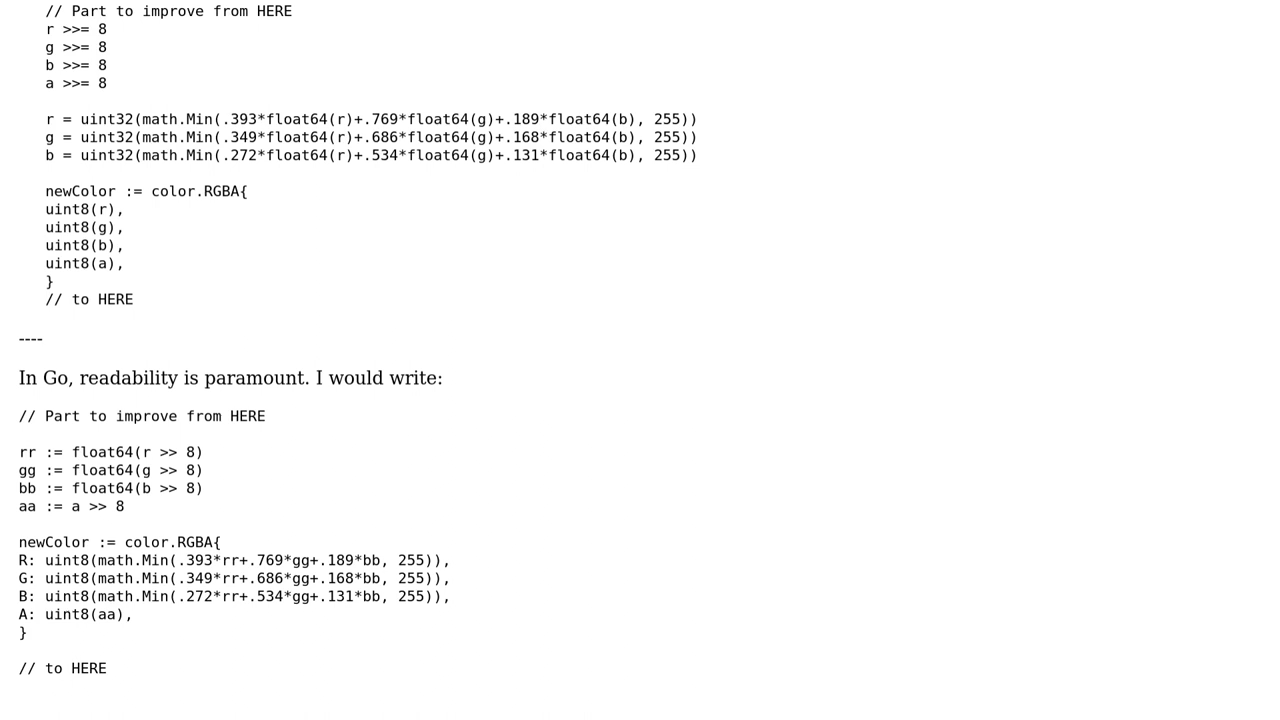 // Part to improve from HERE
r >>= 8
g >>= 8
b >>= 8
a >>= 8
r = uint32(math.Min(.393*float64(r)+.769*float64(g)+.189*float64(b), 255))
g = uint32(math.Min(.349*float64(r)+.686*float64(g)+.168*float64(b), 255))
b = uint32(math.Min(.272*float64(r)+.534*float64(g)+.131*float64(b), 255))
newColor := color.RGBA{
uint8(r),
uint8(g),
uint8(b),
uint8(a),
}
// to HERE
----
In Go, readability is paramount. I would write:
// Part to improve from HERE
rr := float64(r >> 8)
gg := float64(g >> 8)
bb := float64(b >> 8)
aa := a >> 8
newColor := color.RGBA{
R: uint8(math.Min(.393*rr+.769*gg+.189*bb, 255)),
G: uint8(math.Min(.349*rr+.686*gg+.168*bb, 255)),
B: uint8(math.Min(.272*rr+.534*gg+.131*bb, 255)),
A: uint8(aa),
}
// to HERE